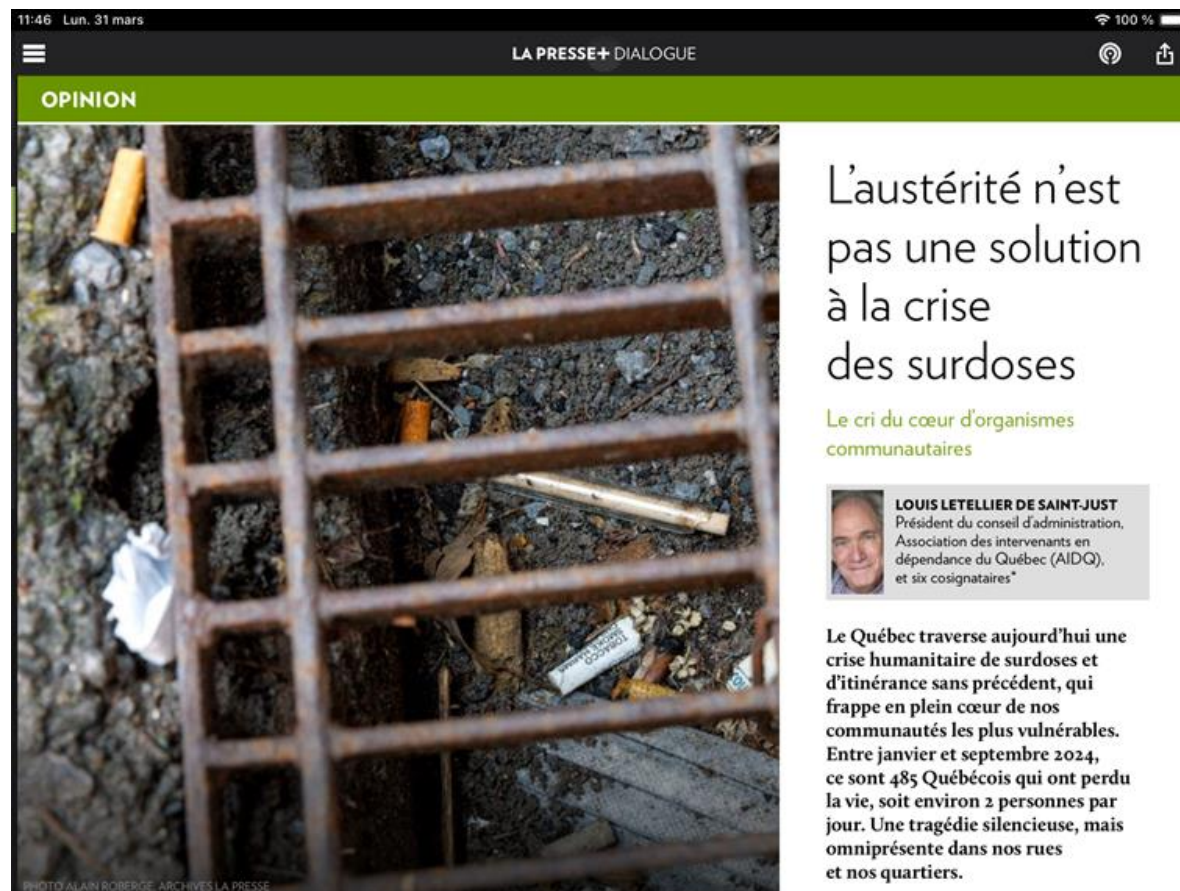 11:46 Lun. 31 mars
100 %
LA PRESSE+ DIALOGUE
OPINION
L'austérité n'est
pas une solution
à la crise
des surdoses
Le cri du cœur d'organismes
communautaires
LOUIS LETELLIER DE SAINT-JUST
Président du conseil d'administration,
Association des intervenants en
dépendance du Québec (AIDQ),
et six cosignataires*
Le Québec traverse aujourd'hui une
crise humanitaire de surdoses et
d'itinérance sans précédent, qui
frappe en plein cœur de nos
communautés les plus vulnérables.
Entre janvier et septembre 2024,
ce sont 485 Québécois qui ont perdu
la vie, soit environ 2 personnes par
jour. Une tragédie silencieuse, mais
omniprésente dans nos rues
et nos quartiers.
TOBACCO
PHOTO ALAIN ROBERGE, ARCHIVES LA PRESSE